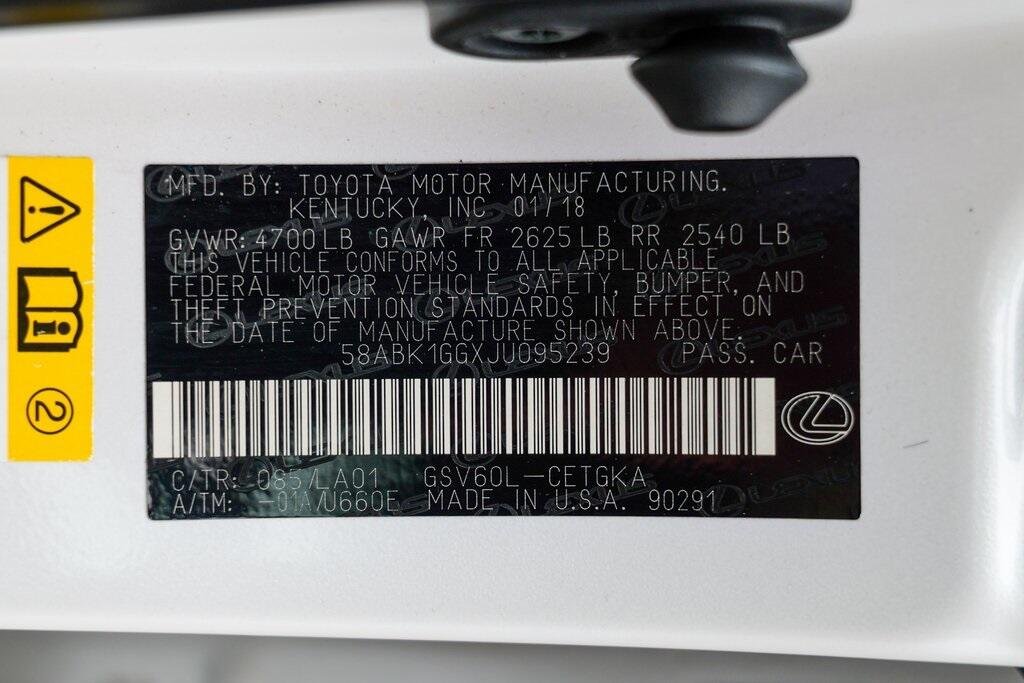 MFD. BY: TOYOTA MOTOR MANUFACTURING.
KENTUCKY, INC 01/18
GVWR: 4700LB GAWR FR 2625LB RR 2540 LB
THIS VEHICLE CONFORMS TO ALL APPLICABLE
FEDERAL MOTOR VEHICLE SAFETY, BUMPER, AND
THEFT PREVENTION STANDARDS IN EFFECT ON
THE DATE OF MANUFACTURE SHOWN ABOVE.
58ABK1GGXJU095239 PASS. CAR
C/TR: 085/LA01 GSV60L-CETGKA
A/TM: -01A/U660E MADE IN U.S.A. 90291
2